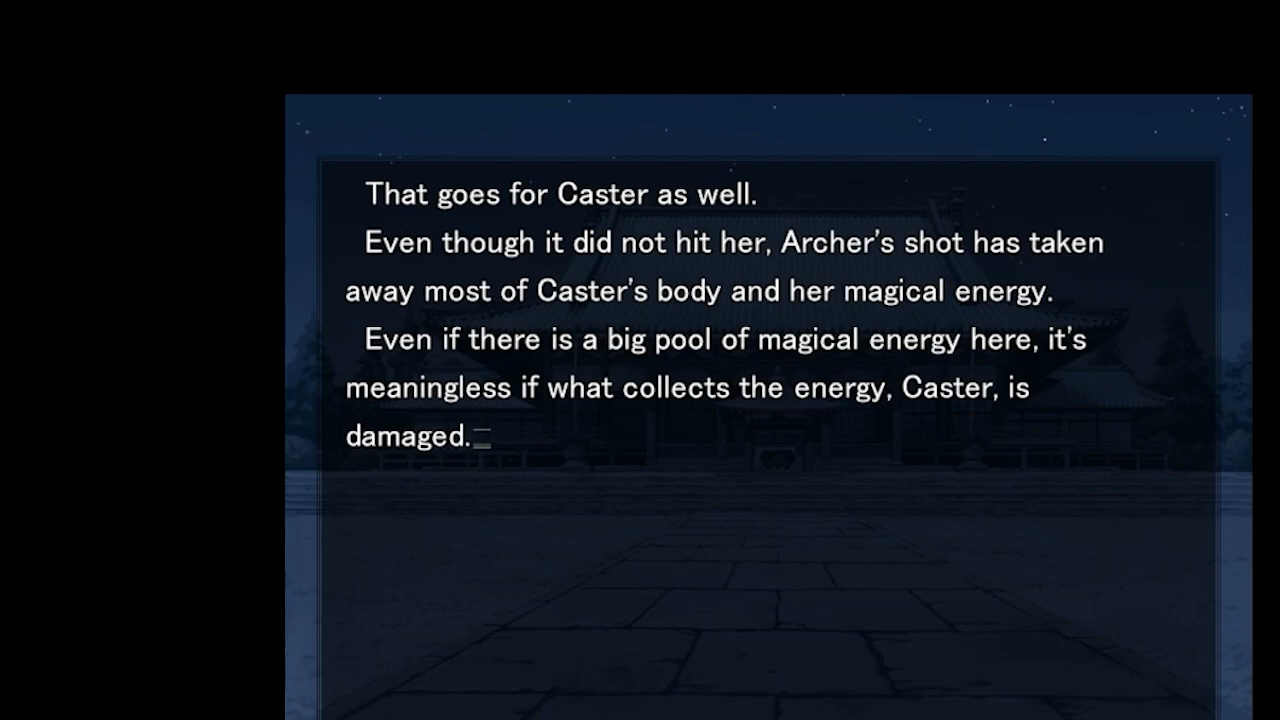 That goes for Caster as well.
Even though it did not hit her, Archer's shot has taken
away most of Caster's body and her magical energy.
Even if there is a big pool of magical energy here, it's
meaningless if what collects the energy, Caster, is
damaged.